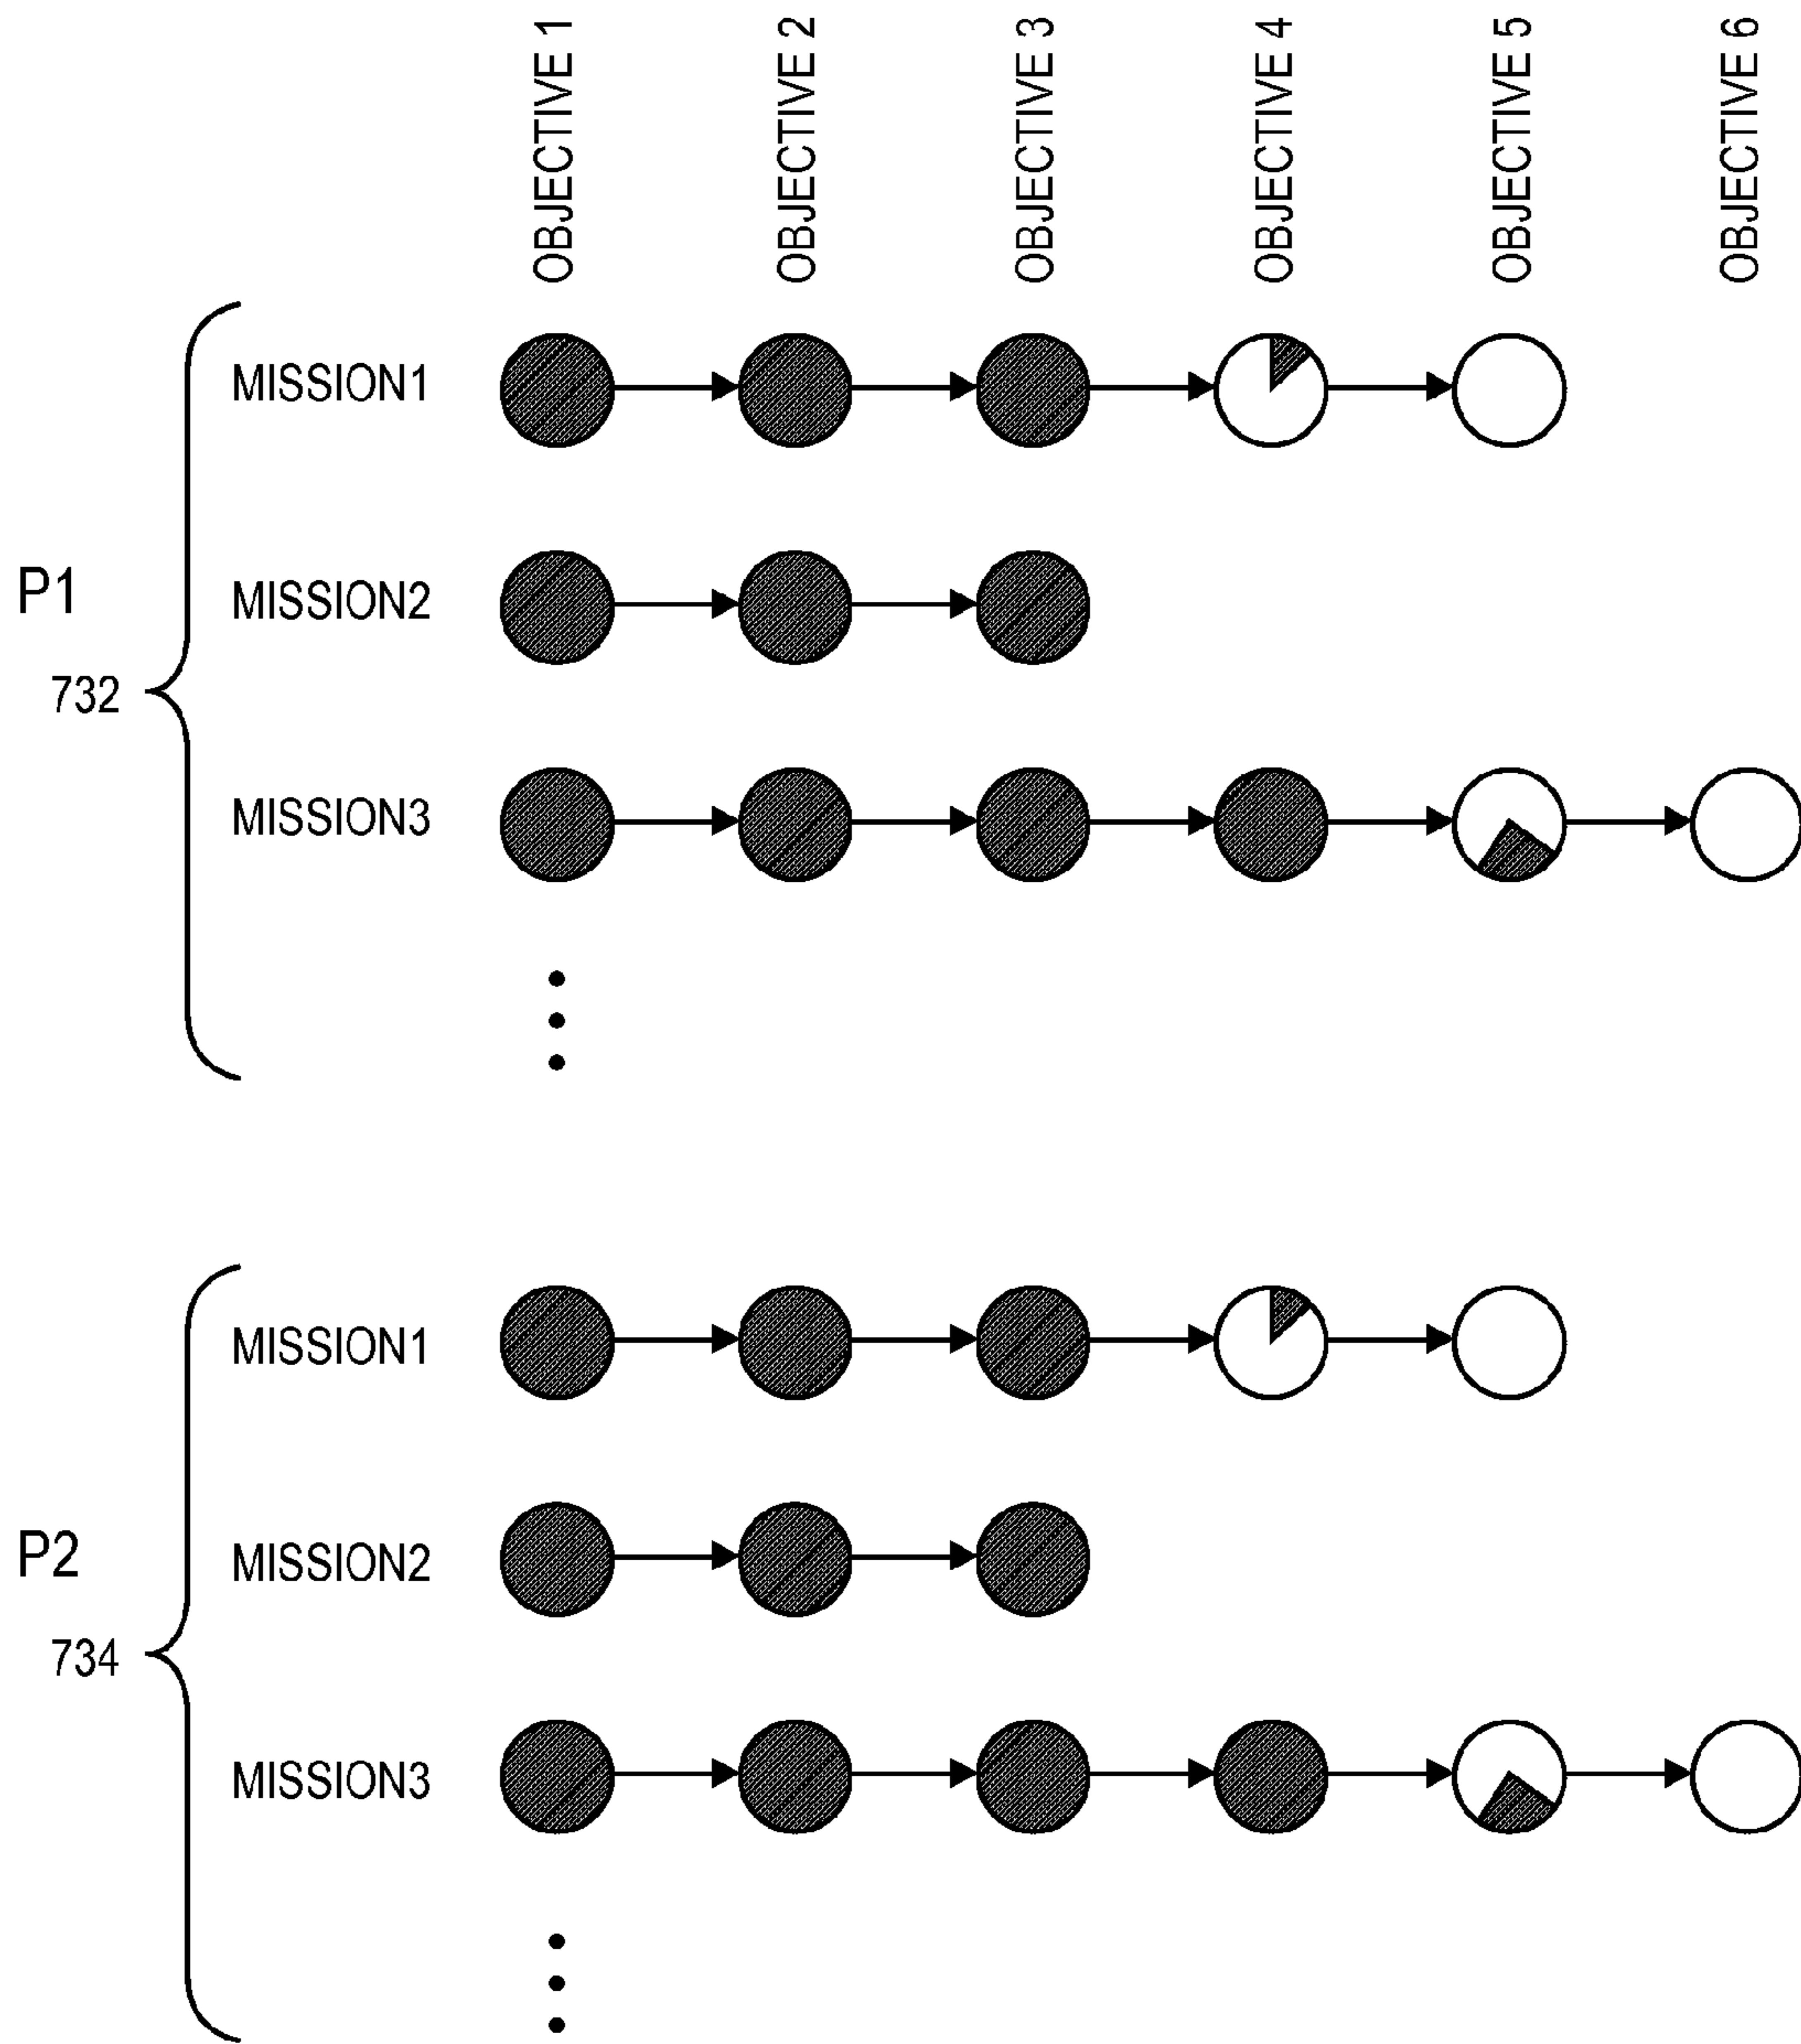 OBJECTIVE 1
OBJECTIVE 2
OBJECTIVE 3
OBJECTIVE 4
OBJECTIVE 5
OBJECTIVE 6
P1
732
MISSION1
MISSION2
MISSION3
P2
734
MISSION1
MISSION2
MISSION3